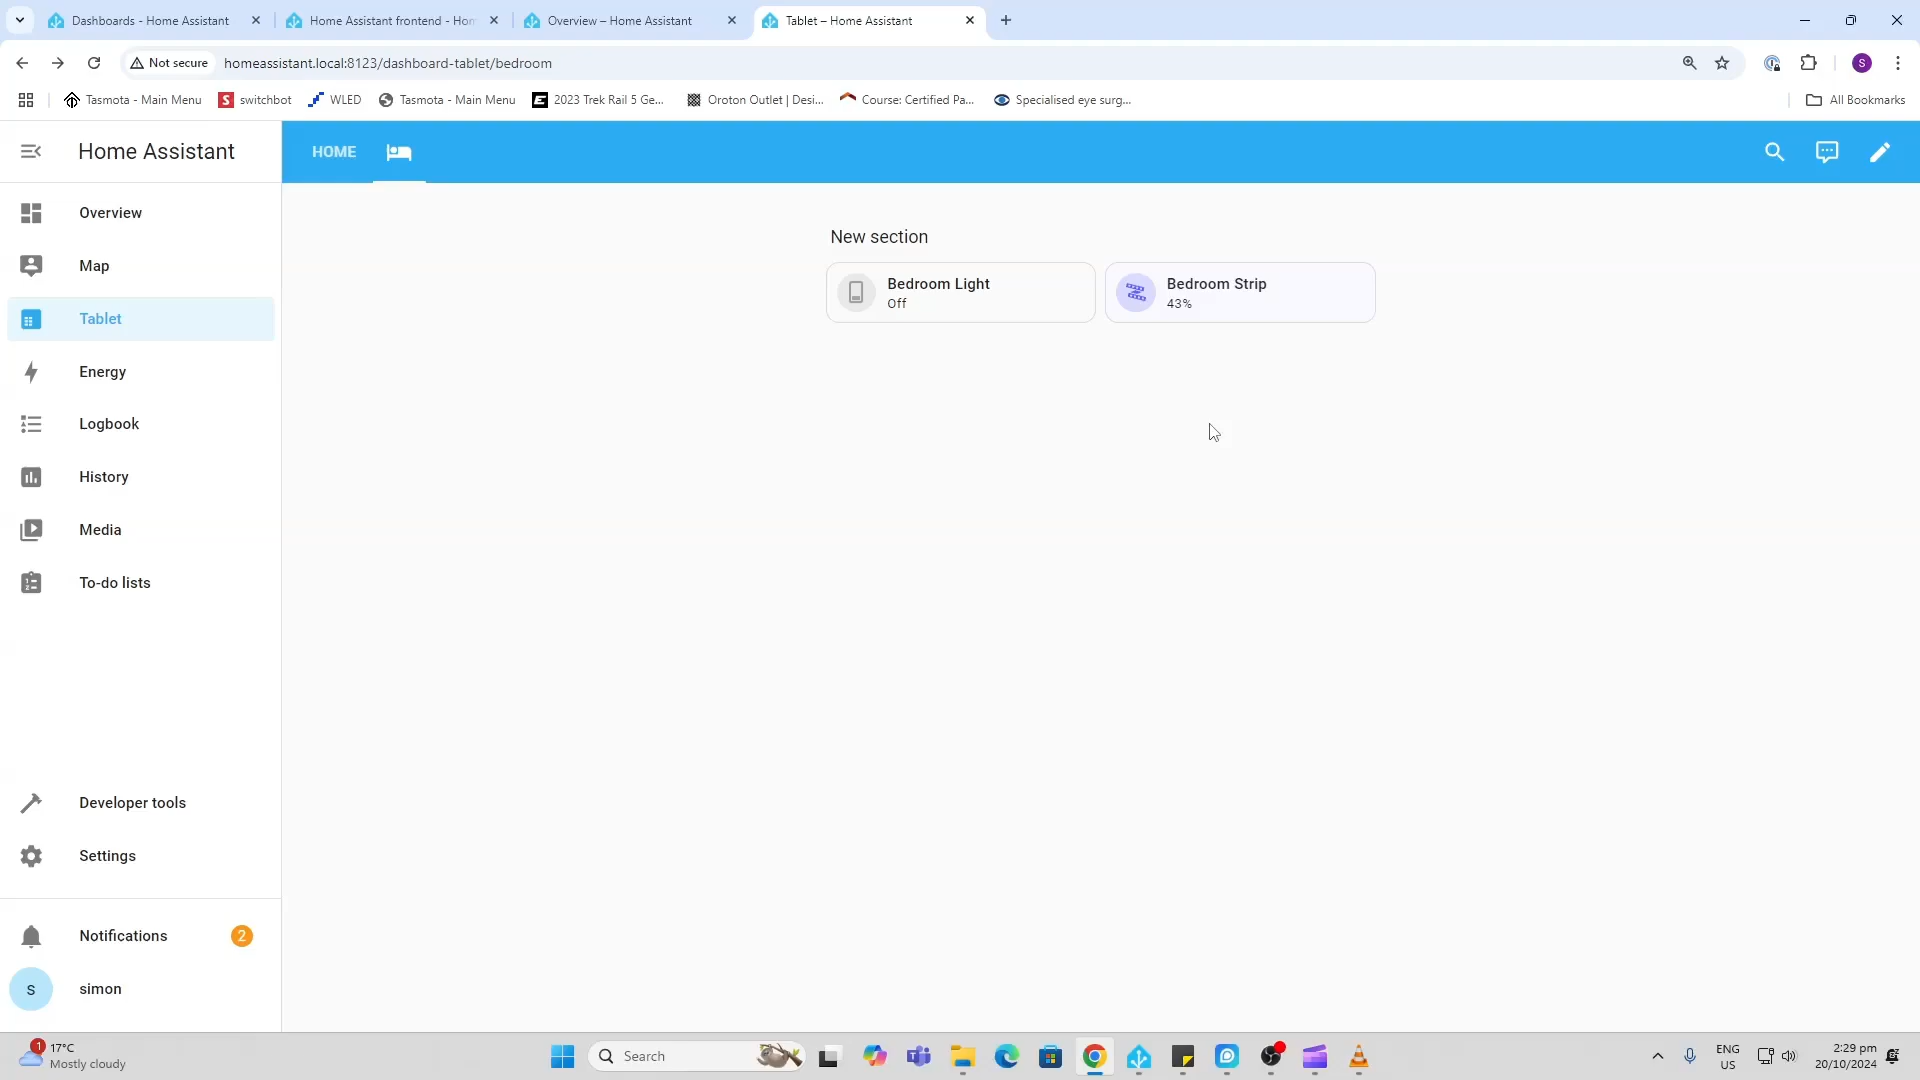 Dashboards - Home Assistant
Home Assistant frontend - Hom
Overview – Home Assistant
Tablet – Home Assistant
Not secure
homeassistant.local:8123/dashboard-tablet/bedroom
S
Tasmota - Main Menu
switchbot
WLED
Tasmota - Main Menu
2023 Trek Rail 5 Ge...
Oroton Outlet | Desi...
Course: Certified Pa...
Specialised eye surg...
All Bookmarks
Home Assistant
HOME
Overview
Map
Tablet
Energy
Logbook
History
Media
To-do lists
Developer tools
Settings
Notifications
2
s
simon
New section
Bedroom Light
Off
Bedroom Strip
43%
1
17°C
Mostly cloudy
Search
ENG
US
2:29 pm
20/10/2024